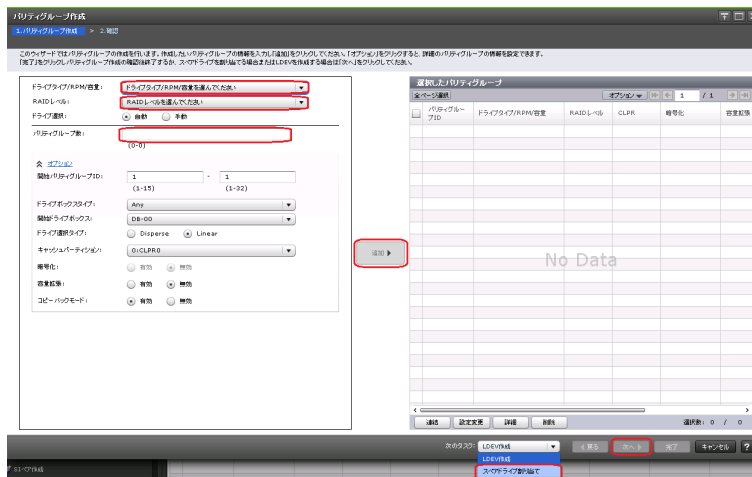 パリティグループ作成
1.パリティグループ作成 > 2.確認
このウィザードではパリティグループの作成を行います。作成したいパリティグループの情報を入力し「追加」をクリックしてください。「オプション」をクリックすると、詳細のパリティグループの情報を設定できます。
「完了」をクリックしパリティグループ作成の確認後終了するか、スペアドライブを割り当てる場合またはLDEVを作成する場合は「次へ」をクリックしてください。
ドライブタイプ/RPM/容量: ドライブタイプ/RPM/容量を選んでください
RAIDレベル: RAIDレベルを選んでください
ドライブ選択: 自動 手動
パリティグループ数:
(0-0)
オプション
開始パリティグループID: 1 - 1
(1-15) (1-32)
ドライブボックスタイプ: Any
開始ドライブボックス: DB-00
ドライブ選択タイプ: Disperse Linear
キャッシュパーティション: 0:CLPR0
暗号化: 有効 無効
容量拡張: 有効 無効
コピーバックモード: 有効 無効
追加
選択したパリティグループ
全ページ選択 オプション 1 / 1
パリティグループID ドライブタイプ/RPM/容量 RAIDレベル CLPR 暗号化 容量拡張
No Data
連結 設定変更 詳細 削除 選択数: 0 / 0
次のタスク: LDEV作成 戻る 次へ 完了 キャンセル ?
LDEV作成
スペアドライブ割り当て
SI ペア作成